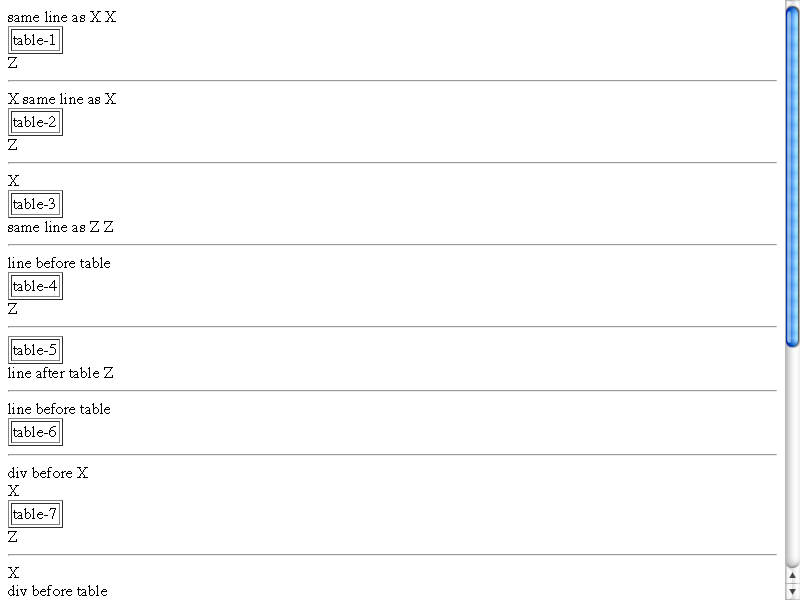 same line as X X
table-1
Z
X same line as X
table-2
Z
X
table-3
same line as Z Z
line before table
table-4
Z
table-5
line after table Z
line before table
table-6
div before X
X
table-7
Z
X
div before table